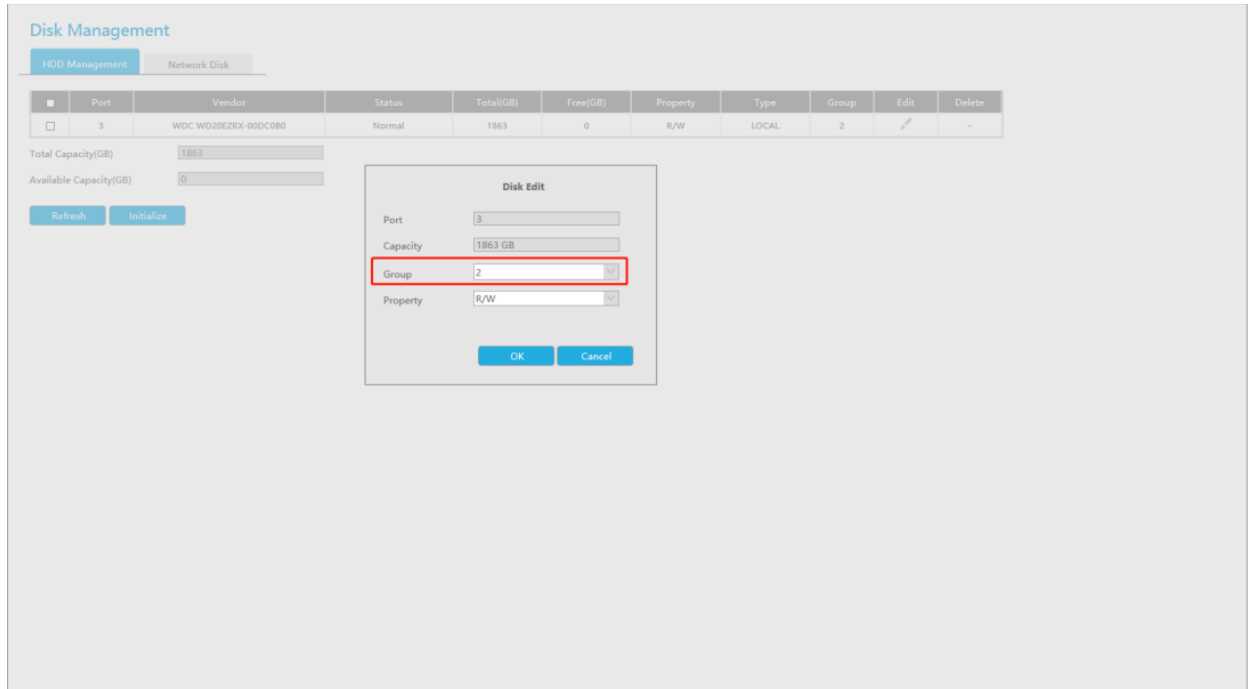 Disk Management
HDD Management Network Disk
Port Vendor Status Total(GB) Free(GB) Property Type Group Edit Delete
3 WDC WD20EZRX-00DC0B0 Normal 1863 0 R/W LOCAL 2 -
Total Capacity(GB) 1863
Available Capacity(GB) 0
Refresh Initialize
Disk Edit
Port 3
Capacity 1863 GB
Group 2
Property R/W
OK Cancel